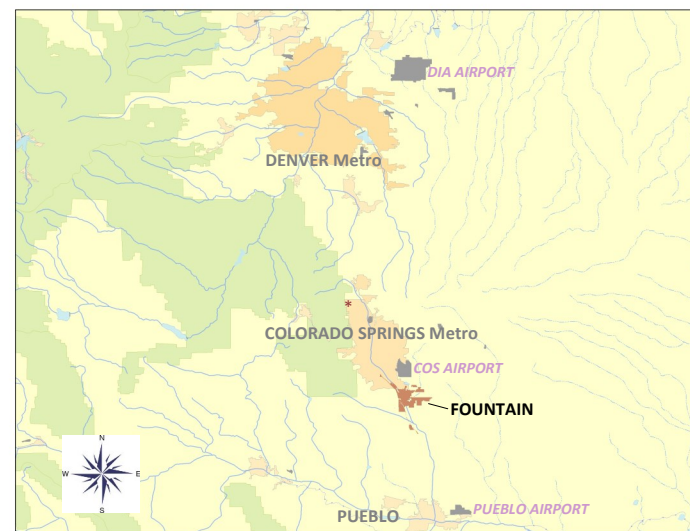 DIA AIRPORT
DENVER Metro
*
COLORADO SPRINGS Metro
COS AIRPORT
FOUNTAIN
N
W E
S
PUEBLO
PUEBLO AIRPORT